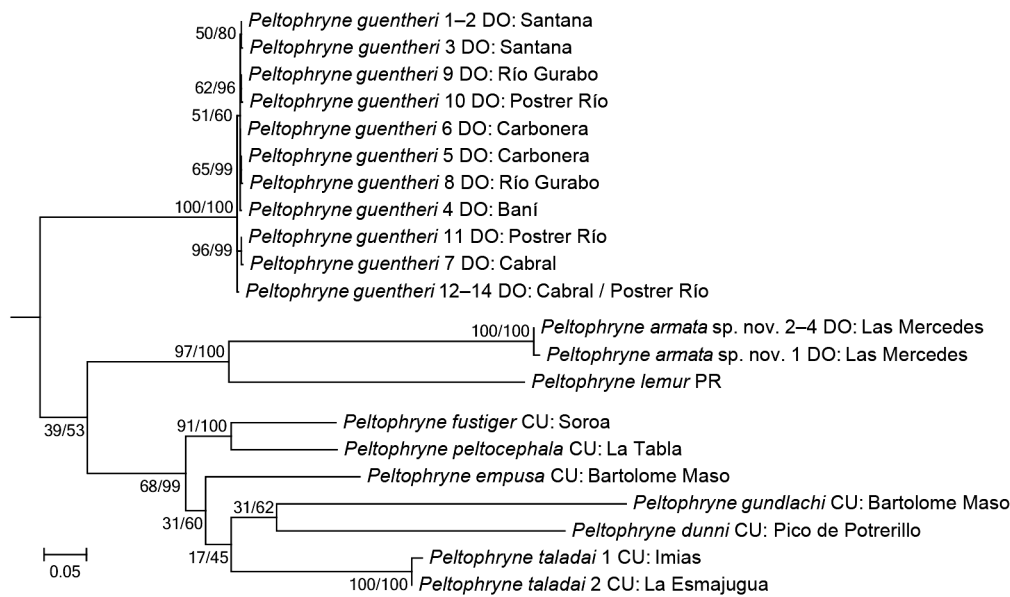 Peltophryne guentheri 1–2 DO: Santana
50/80
Peltophryne guentheri 3 DO: Santana
Peltophryne guentheri 9 DO: Río Gurabo
62/96
Peltophryne guentheri 10 DO: Postrer Río
51/60
Peltophryne guentheri 6 DO: Carbonera
Peltophryne guentheri 5 DO: Carbonera
65/99
Peltophryne guentheri 8 DO: Río Gurabo
100/100
Peltophryne guentheri 4 DO: Baní
Peltophryne guentheri 11 DO: Postrer Río
96/99
Peltophryne guentheri 7 DO: Cabral
Peltophryne guentheri 12–14 DO: Cabral / Postrer Río
100/100
Peltophryne armata sp. nov. 2–4 DO: Las Mercedes
97/100
Peltophryne armata sp. nov. 1 DO: Las Mercedes
Peltophryne lemur PR
39/53
91/100
Peltophryne fustiger CU: Soroa
Peltophryne peltocephala CU: La Tabla
68/99
Peltophryne empusa CU: Bartolome Maso
31/60
31/62
Peltophryne gundlachi CU: Bartolome Maso
Peltophryne dunni CU: Pico de Potrerillo
17/45
Peltophryne taladai 1 CU: Imias
100/100
Peltophryne taladai 2 CU: La Esmajugua
0.05